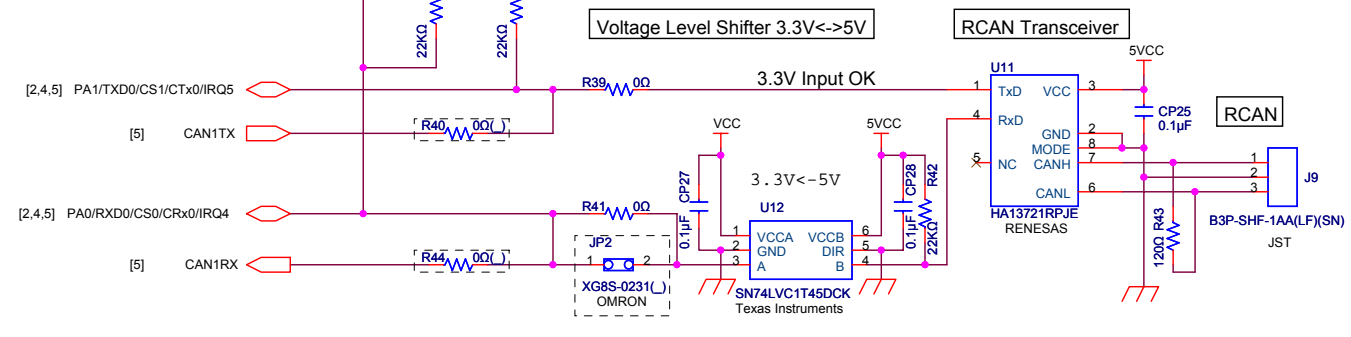 22KΩ
22KΩ
Voltage Level Shifter 3.3V<->5V
RCAN Transceiver
5VCC
[2,4,5] PA1/TXD0/CS1/CTx0/IRQ5
R39 0Ω
3.3V Input OK
U11
1 TxD VCC 3
CP25
0.1µF
RCAN
[5] CAN1TX
R40 0Ω(_)
4 RxD
GND 2
MODE 8
5 NC CANH 7
CANL 6
HA13721RPJE
RENESAS
1
2
3
J9
B3P-SHF-1AA(LF)(SN)
JST
120Ω R43
VCC
5VCC
CP27
0.1µF
3.3V<-5V
CP28
0.1µF
R42
22KΩ
U12
1 VCCA VCCB 6
2 GND DIR 5
3 A B 4
SN74LVC1T45DCK
Texas Instruments
[2,4,5] PA0/RXD0/CS0/CRx0/IRQ4
R41 0Ω
[5] CAN1RX
R44 0Ω(_)
JP2
1 2
XG8S-0231(_)
OMRON